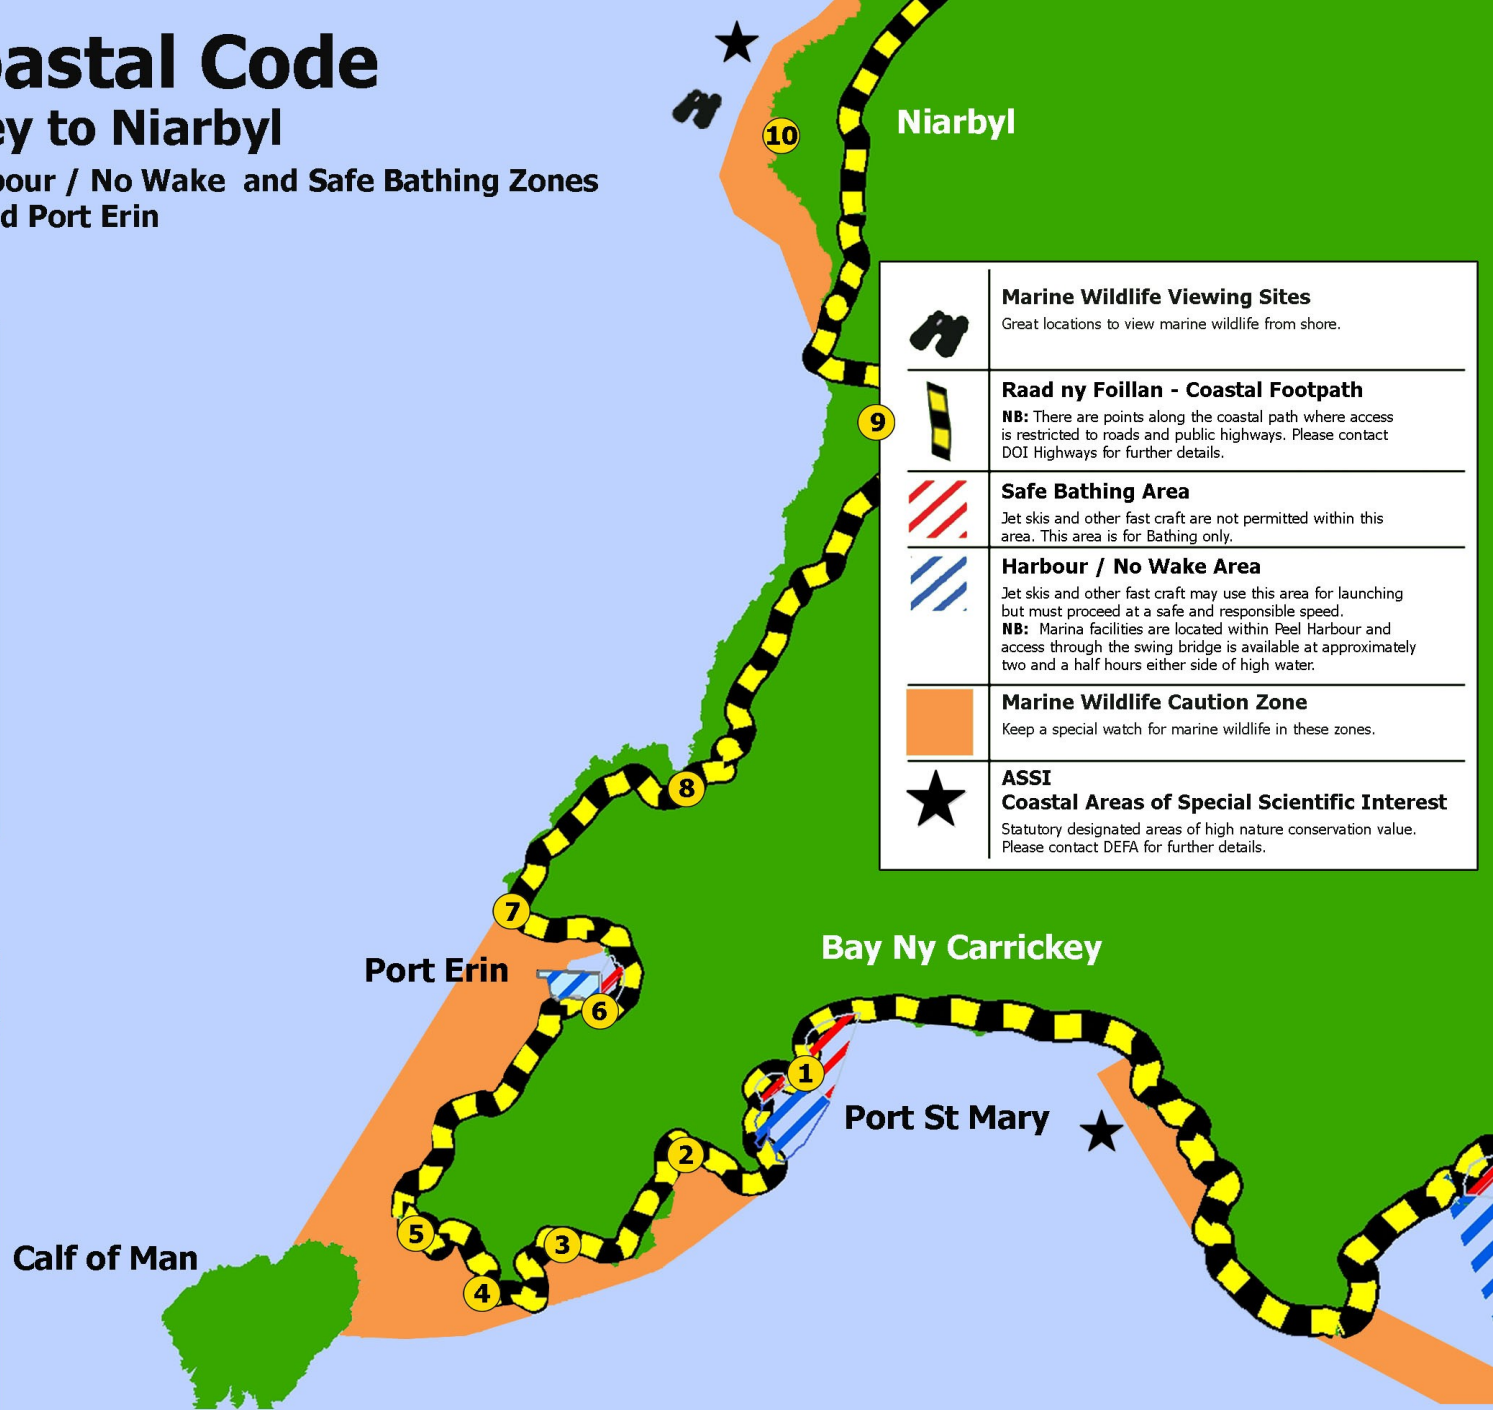 oastal Code
ey to Niarbyl
bour / No Wake and Safe Bathing Zones
d Port Erin
10
Niarbyl
Marine Wildlife Viewing Sites
Great locations to view marine wildlife from shore.
Raad ny Foillan - Coastal Footpath
NB: There are points along the coastal path where access
is restricted to roads and public highways. Please contact
DOI Highways for further details.
9
Safe Bathing Area
Jet skis and other fast craft are not permitted within this
area. This area is for Bathing only.
Harbour / No Wake Area
Jet skis and other fast craft may use this area for launching
but must proceed at a safe and responsible speed.
NB: Marina facilities are located within Peel Harbour and
access through the swing bridge is available at approximately
two and a half hours either side of high water.
Marine Wildlife Caution Zone
Keep a special watch for marine wildlife in these zones.
ASSI
Coastal Areas of Special Scientific Interest
Statutory designated areas of high nature conservation value.
Please contact DEFA for further details.
8
7
Bay Ny Carrickey
Port Erin
6
1
Port St Mary
2
5
3
Calf of Man
4